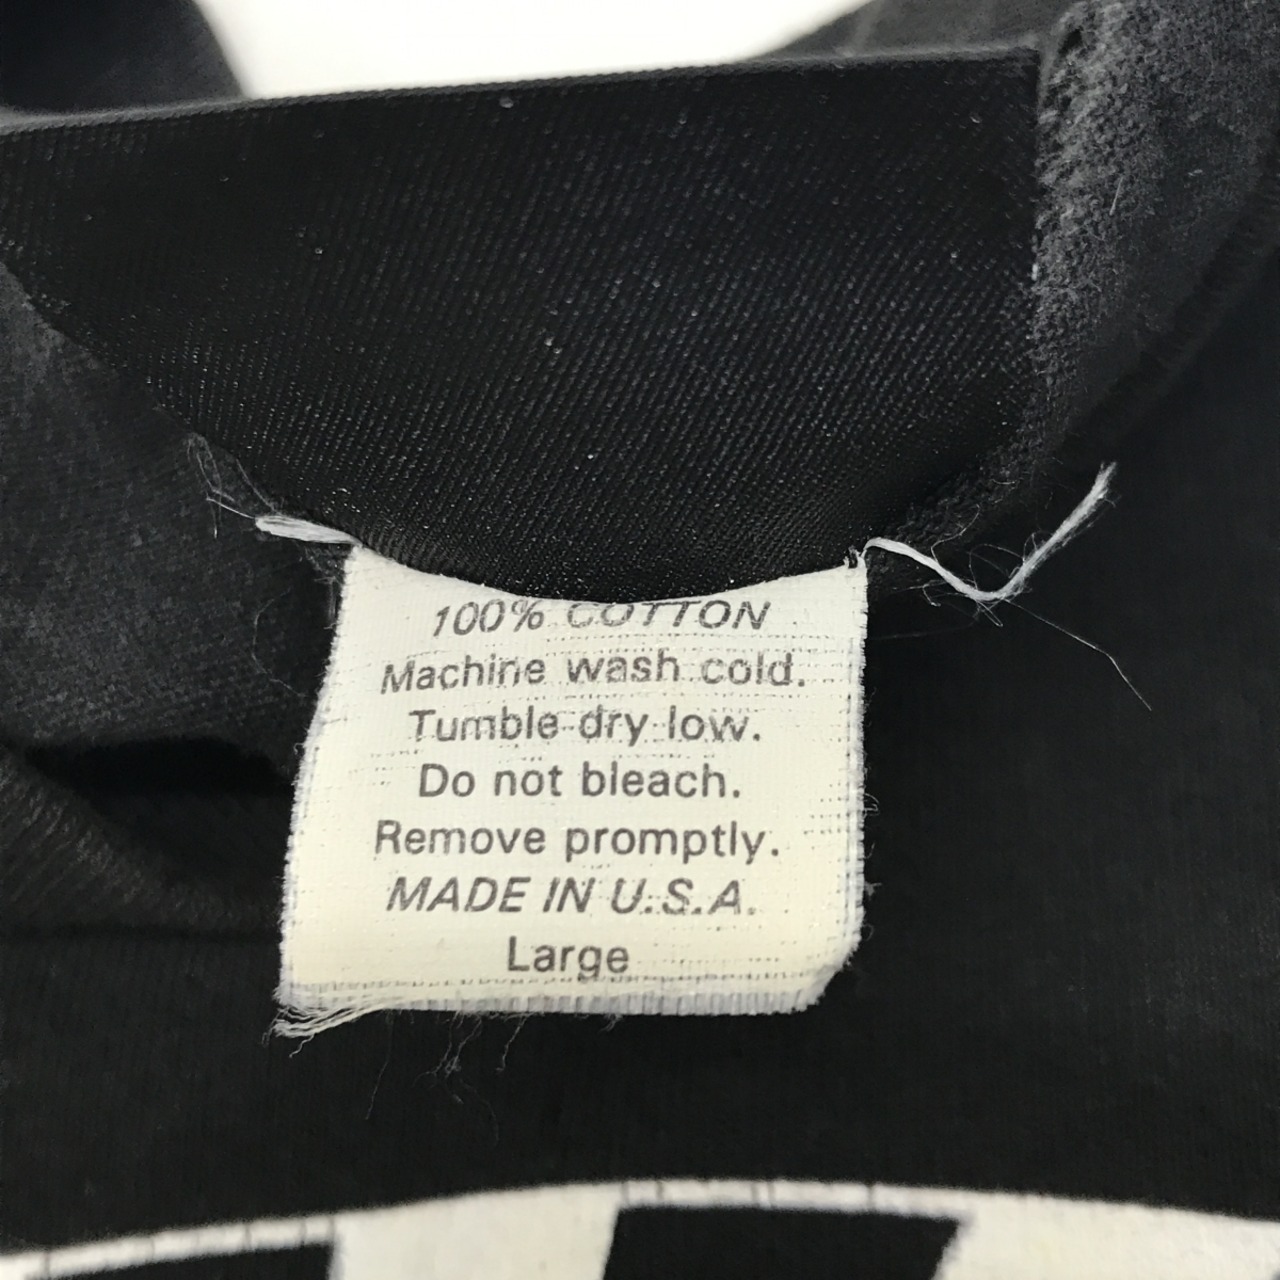 100% COTTON
Machine wash cold.
Tumble dry low.
Do not bleach.
Remove promptly.
MADE IN U.S.A.
Large